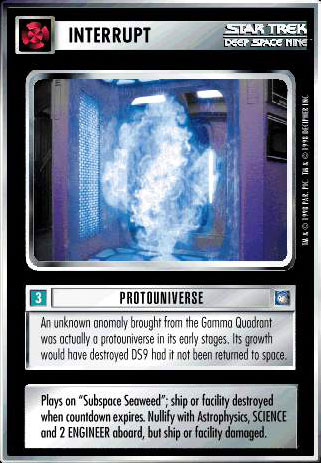 INTERRUPT
STAR TREK
DEEP SPACE NINE
TM & © 1998 PAR. PIC. TM & © 1998 DECIPHER INC.
3 PROTOUNIVERSE
An unknown anomaly brought from the Gamma Quadrant
was actually a protouniverse in its early stages. Its growth
would have destroyed DS9 had it not been returned to space.
Plays on "Subspace Seaweed"; ship or facility destroyed
when countdown expires. Nullify with Astrophysics, SCIENCE
and 2 ENGINEER aboard, but ship or facility damaged.